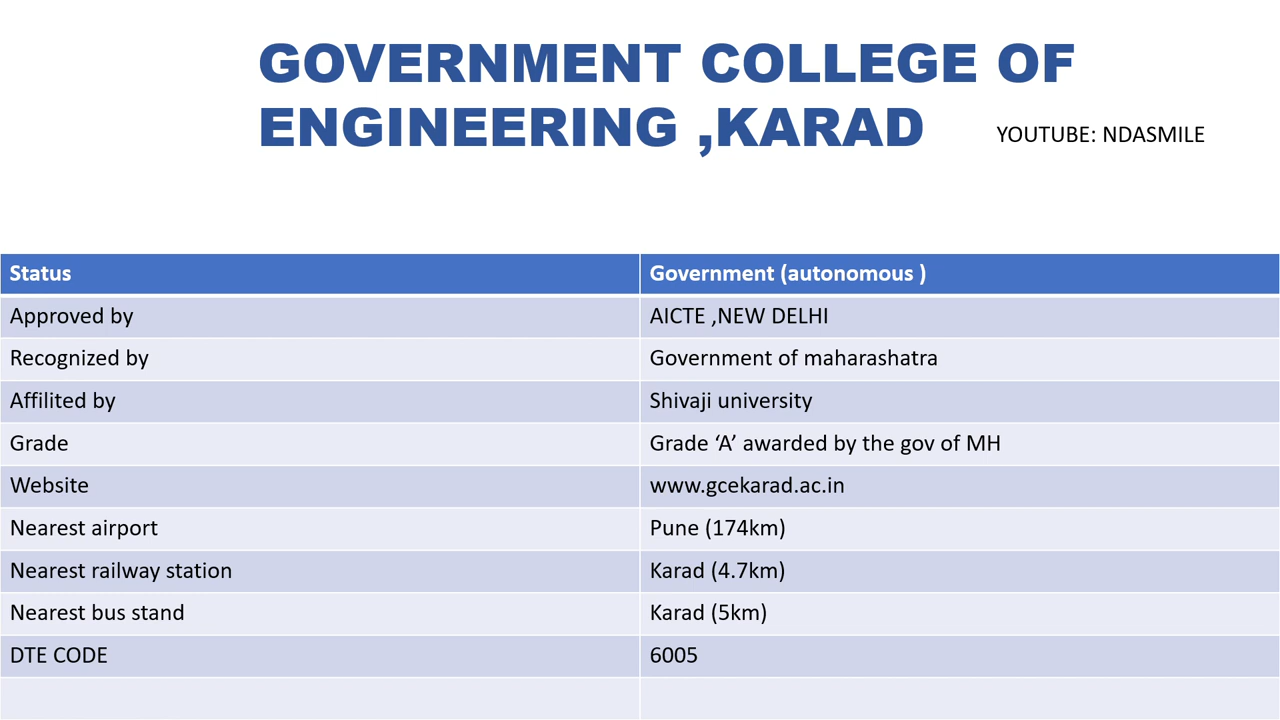 GOVERNMENT COLLEGE OF
ENGINEERING ,KARAD
YOUTUBE: NDASMILE
Status Government (autonomous )
Approved by AICTE ,NEW DELHI
Recognized by Government of maharashatra
Affilited by Shivaji university
Grade Grade ‘A’ awarded by the gov of MH
Website www.gcekarad.ac.in
Nearest airport Pune (174km)
Nearest railway station Karad (4.7km)
Nearest bus stand Karad (5km)
DTE CODE 6005